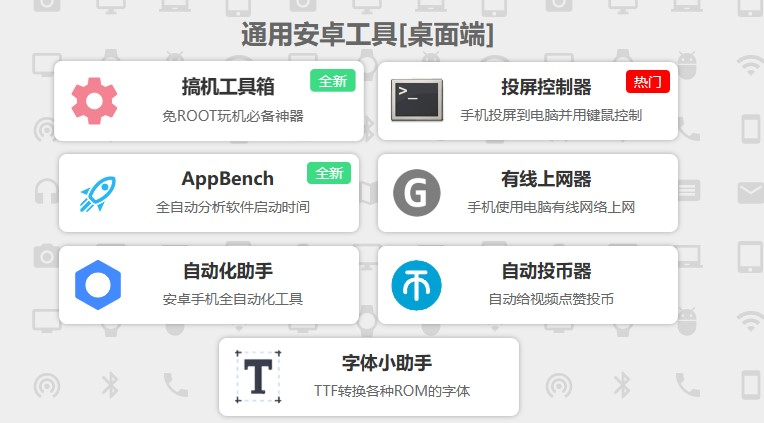 通用安卓工具[桌面端]
搞机工具箱
全新
免ROOT玩机必备神器
>_
投屏控制器
热门
手机投屏到电脑并用键鼠控制
AppBench
全新
全自动分析软件启动时间
G
有线上网器
手机使用电脑有线网络上网
自动化助手
安卓手机全自动化工具
自动投币器
自动给视频点赞投币
T
字体小助手
TTF转换各种ROM的字体